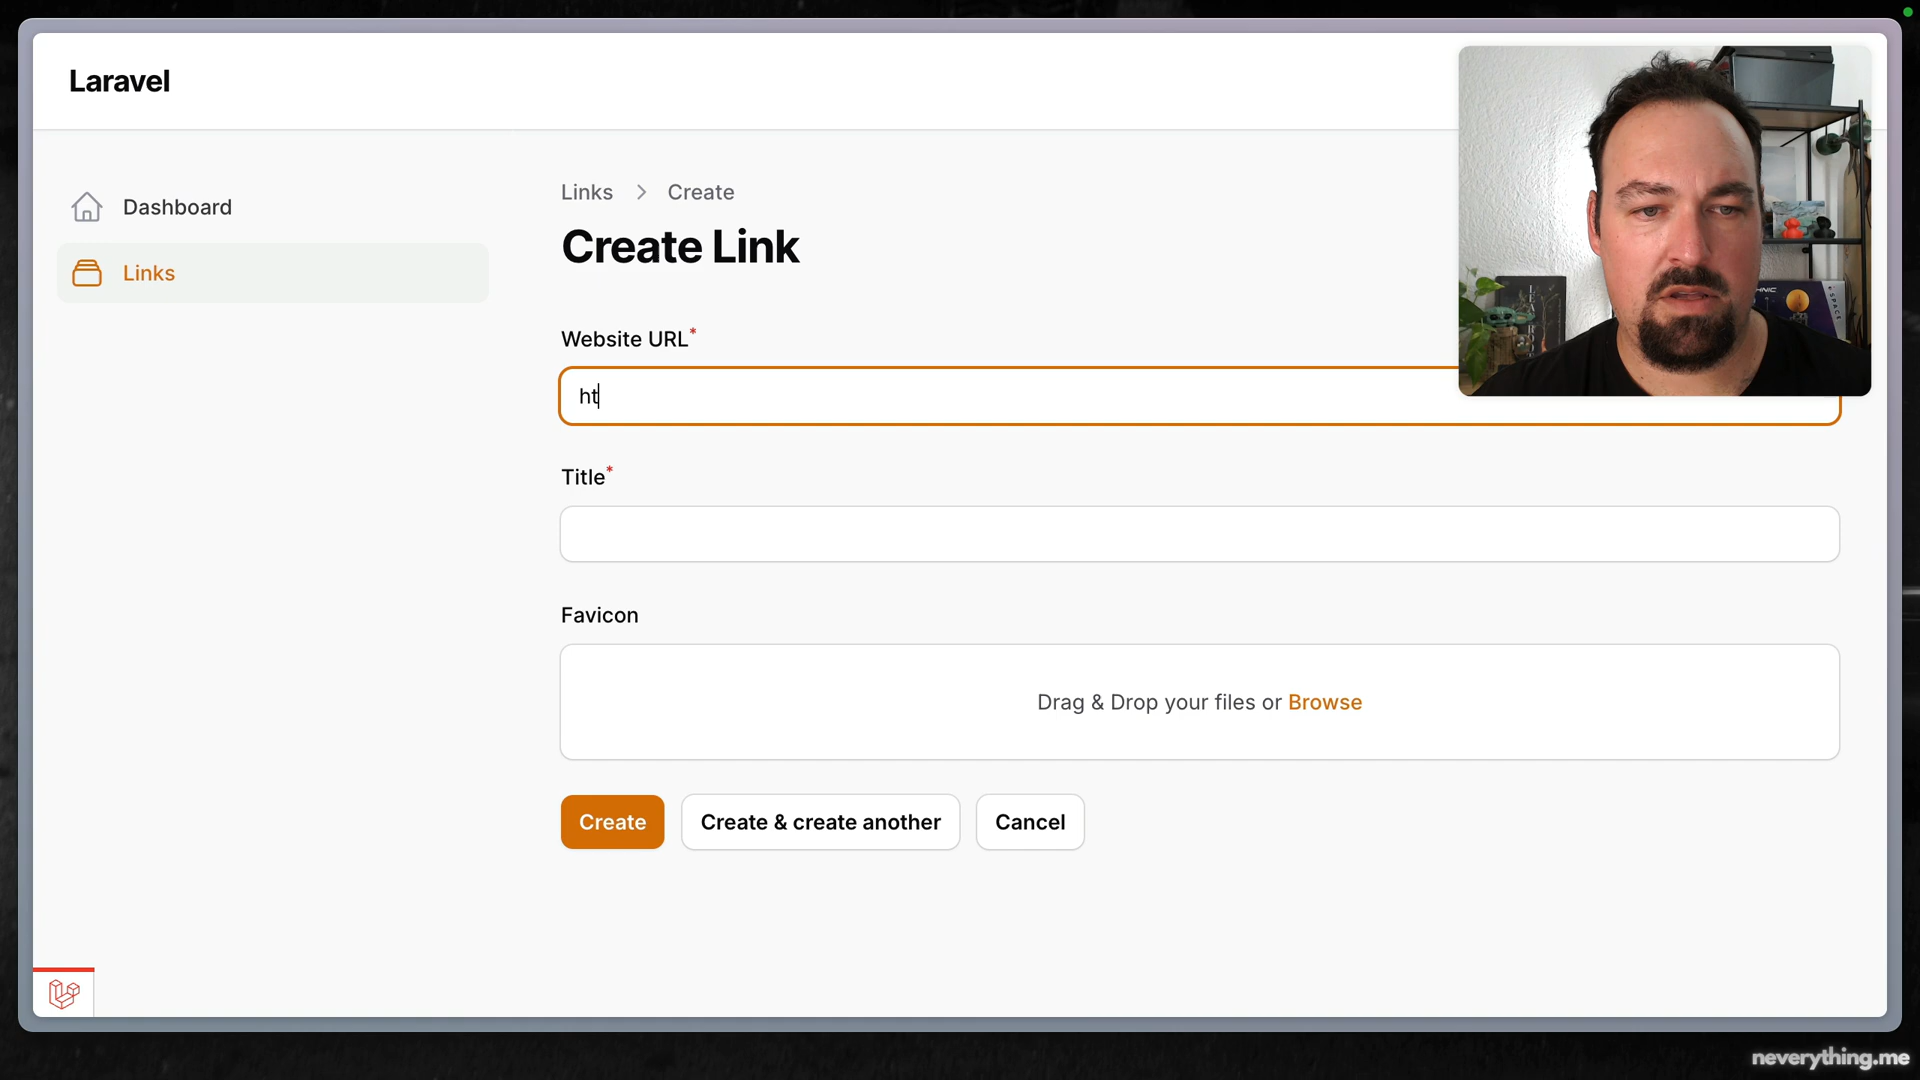 Laravel
Dashboard
Links
Links > Create
Create Link
Website URL*
ht
Title*
Favicon
Drag & Drop your files or Browse
Create
Create & create another
Cancel
neverything.me